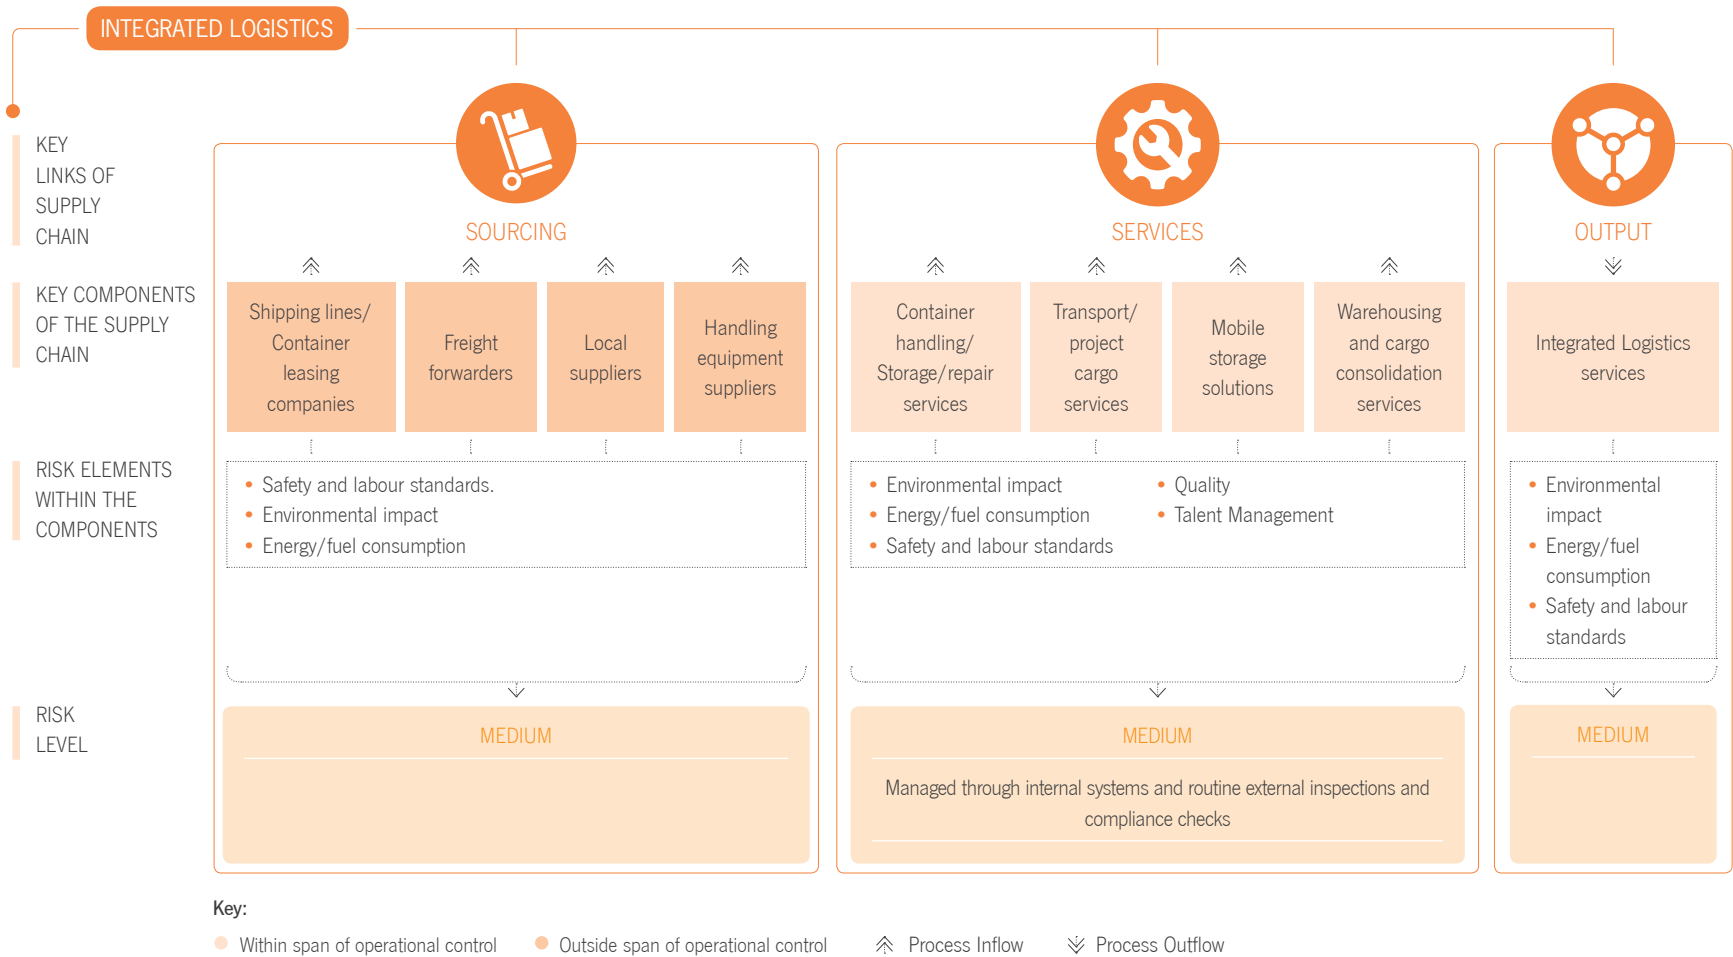 INTEGRATED LOGISTICS
KEY
LINKS OF
SUPPLY
CHAIN
SOURCING
SERVICES
OUTPUT
KEY COMPONENTS
OF THE SUPPLY
CHAIN
Shipping lines/
Container
leasing
companies
Freight
forwarders
Local
suppliers
Handling
equipment
suppliers
Container
handling/
Storage/repair
services
Transport/
project
cargo
services
Mobile
storage
solutions
Warehousing
and cargo
consolidation
services
Integrated Logistics
services
RISK ELEMENTS
WITHIN THE
COMPONENTS
• Safety and labour standards.
• Environmental impact
• Energy/fuel consumption
• Environmental impact
• Energy/fuel consumption
• Safety and labour standards
• Quality
• Talent Management
• Environmental
impact
• Energy/fuel
consumption
• Safety and labour
standards
RISK
LEVEL
MEDIUM
MEDIUM
Managed through internal systems and routine external inspections and
compliance checks
MEDIUM
Key:
Within span of operational control
Outside span of operational control
Process Inflow
Process Outflow